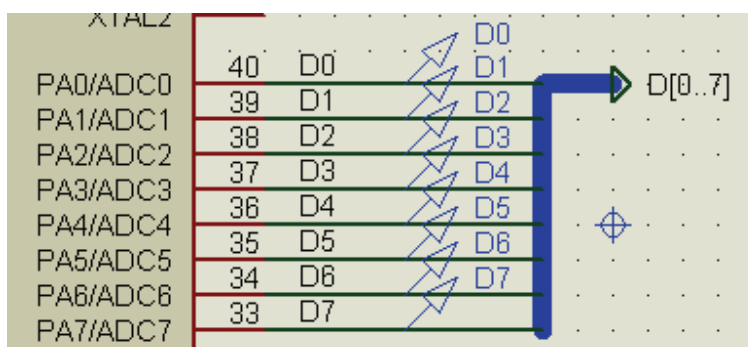 XTAL2
D0
40 D0 D1
PA0/ADC0 D[0..7]
39 D1 D2
PA1/ADC1
38 D2 D3
PA2/ADC2
37 D3 D4
PA3/ADC3
36 D4 D5
PA4/ADC4
35 D5 D6
PA5/ADC5
34 D6 D7
PA6/ADC6
33 D7
PA7/ADC7